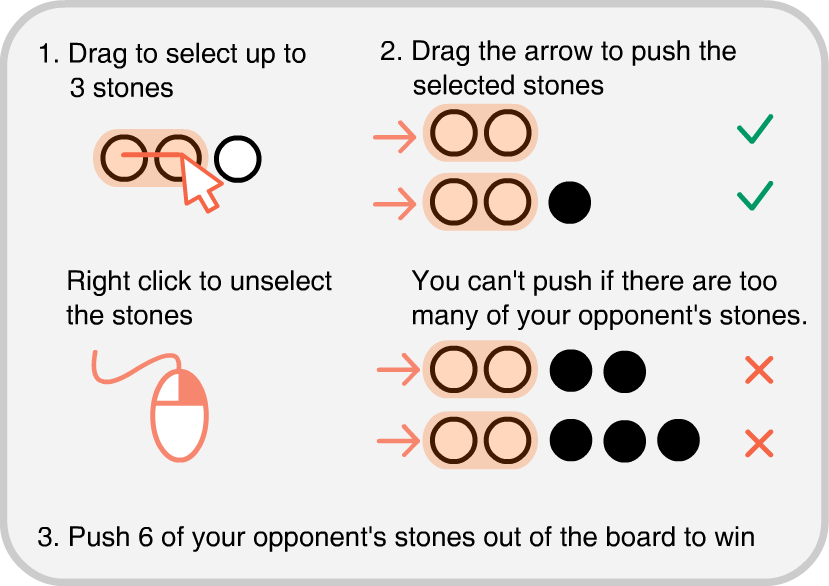 1. Drag to select up to
3 stones
2. Drag the arrow to push the
selected stones
Right click to unselect
the stones
You can't push if there are too
many of your opponent's stones.
3. Push 6 of your opponent's stones out of the board to win